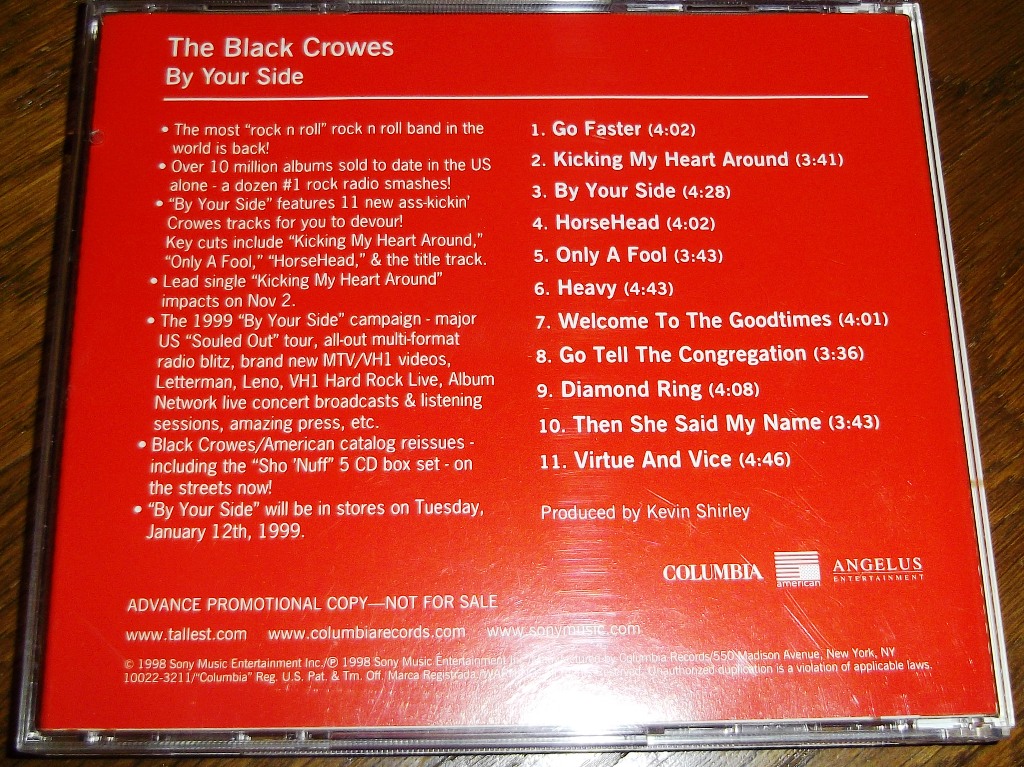 The Black Crowes
By Your Side
• The most "rock n roll" rock n roll band in the
world is back!
• Over 10 million albums sold to date in the US
alone - a dozen #1 rock radio smashes!
• "By Your Side" features 11 new ass-kickin'
Crowes tracks for you to devour!
Key cuts include "Kicking My Heart Around,"
"Only A Fool," "HorseHead," & the title track.
• Lead single "Kicking My Heart Around"
impacts on Nov 2.
• The 1999 "By Your Side" campaign - major
US "Souled Out" tour, all-out multi-format
radio blitz, brand new MTV/VH1 videos,
Letterman, Leno, VH1 Hard Rock Live, Album
Network live concert broadcasts & listening
sessions, amazing press, etc.
• Black Crowes/American catalog reissues -
including the "Sho 'Nuff" 5 CD box set - on
the streets now!
• "By Your Side" will be in stores on Tuesday,
January 12th, 1999.
1. Go Faster (4:02)
2. Kicking My Heart Around (3:41)
3. By Your Side (4:28)
4. HorseHead (4:02)
5. Only A Fool (3:43)
6. Heavy (4:43)
7. Welcome To The Goodtimes (4:01)
8. Go Tell The Congregation (3:36)
9. Diamond Ring (4:08)
10. Then She Said My Name (3:43)
11. Virtue And Vice (4:46)
Produced by Kevin Shirley
COLUMBIA american ANGELUS
ENTERTAINMENT
ADVANCE PROMOTIONAL COPY—NOT FOR SALE
www.tallest.com www.columbiarecords.com www.sonymusic.com
© 1998 Sony Music Entertainment Inc./℗ 1998 Sony Music Entertainment by Columbia Records/550 Madison Avenue, New York, NY
10022-3211/"Columbia" Reg. U.S. Pat. & Tm. Off. Marca Registrada Unauthorized duplication is a violation of applicable laws.